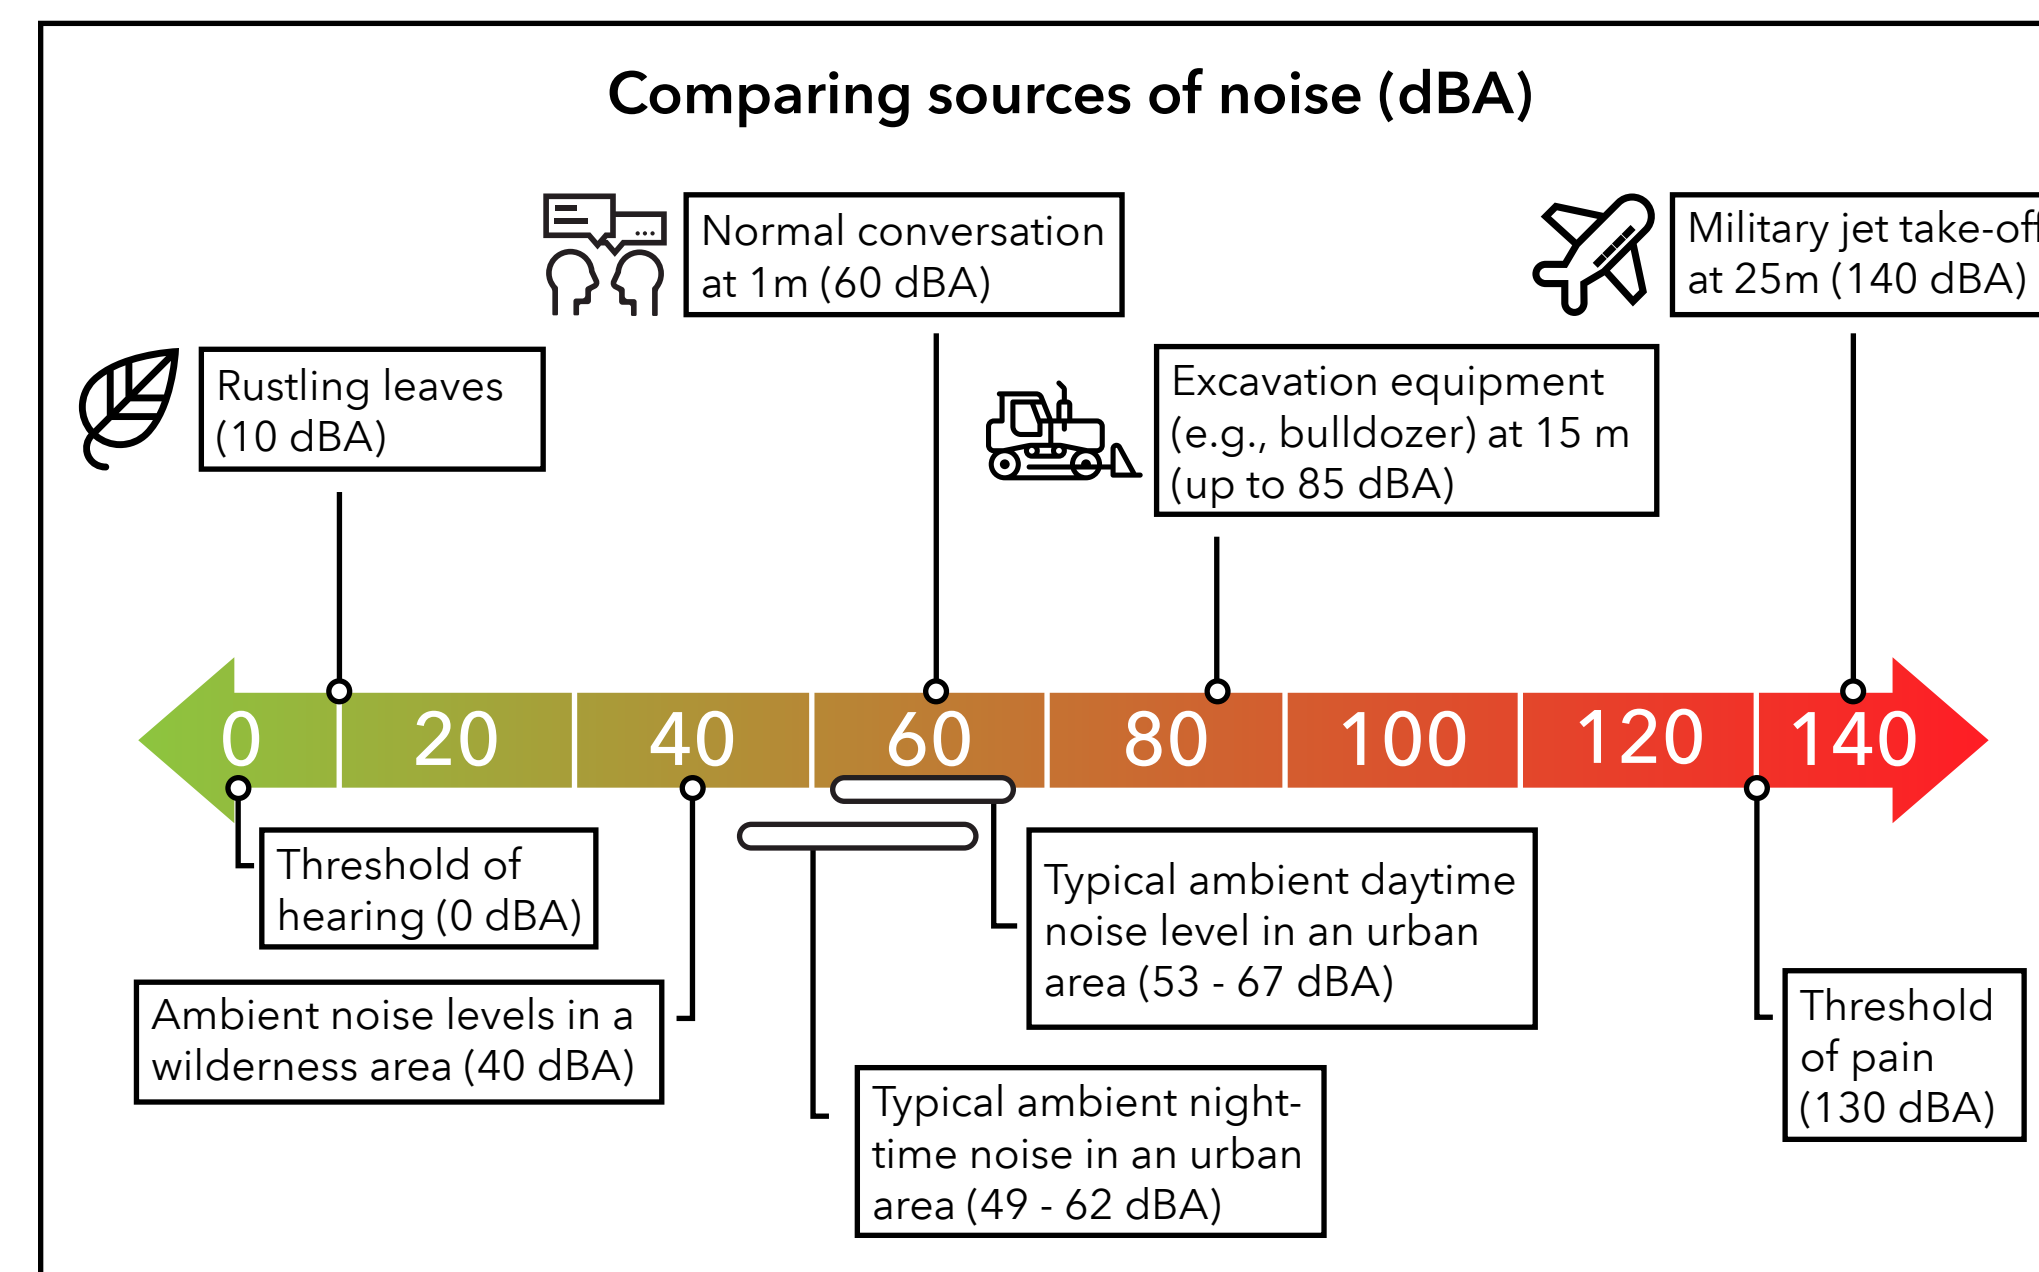 Comparing sources of noise (dBA)
Normal conversation
at 1m (60 dBA)
Military jet take-off
at 25m (140 dBA)
Rustling leaves
(10 dBA)
Excavation equipment
(e.g., bulldozer) at 15 m
(up to 85 dBA)
0 20 40 60 80 100 120 140
Threshold of
hearing (0 dBA)
Typical ambient daytime
noise level in an urban
area (53 - 67 dBA)
Ambient noise levels in a
wilderness area (40 dBA)
Threshold
of pain
(130 dBA)
Typical ambient night-
time noise in an urban
area (49 - 62 dBA)